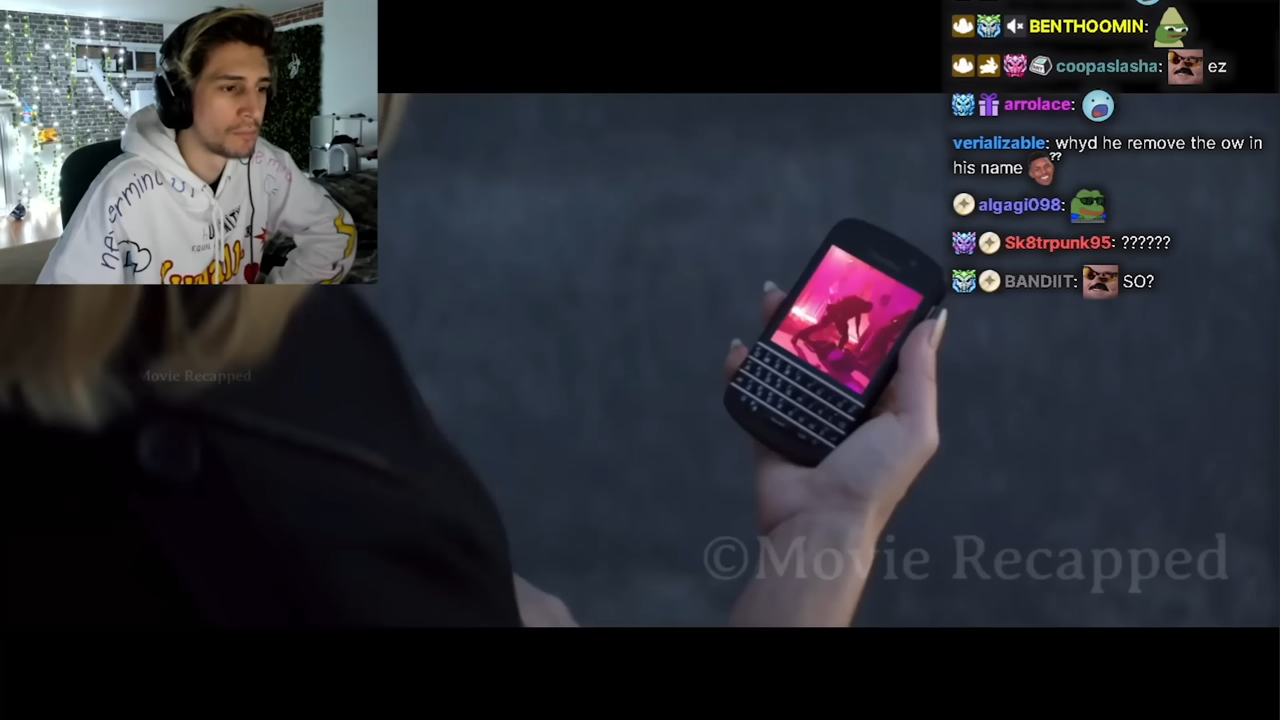 BENTHOOMIN:
coopaslasha: ez
arrolace:
verializable: whyd he remove the ow in
his name ??
algagi098:
Sk8trpunk95: ??????
BANDIIT: SO?
nevermind
Movie Recapped
©Movie Recapped